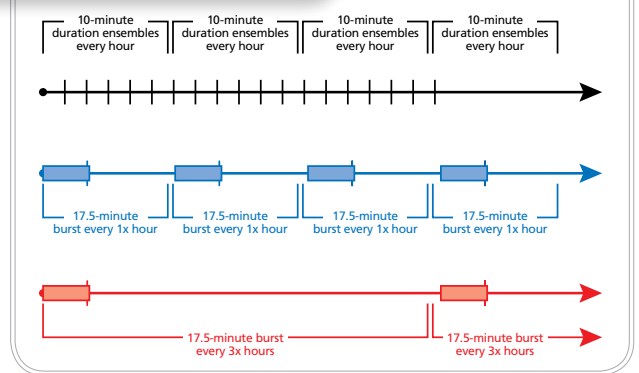 10-minute
duration ensembles
every hour
10-minute
duration ensembles
every hour
10-minute
duration ensembles
every hour
10-minute
duration ensembles
every hour
17.5-minute
burst every 1x hour
17.5-minute
burst every 1x hour
17.5-minute
burst every 1x hour
17.5-minute
burst every 1x hour
17.5-minute burst
every 3x hours
17.5-minute burst
every 3x hours